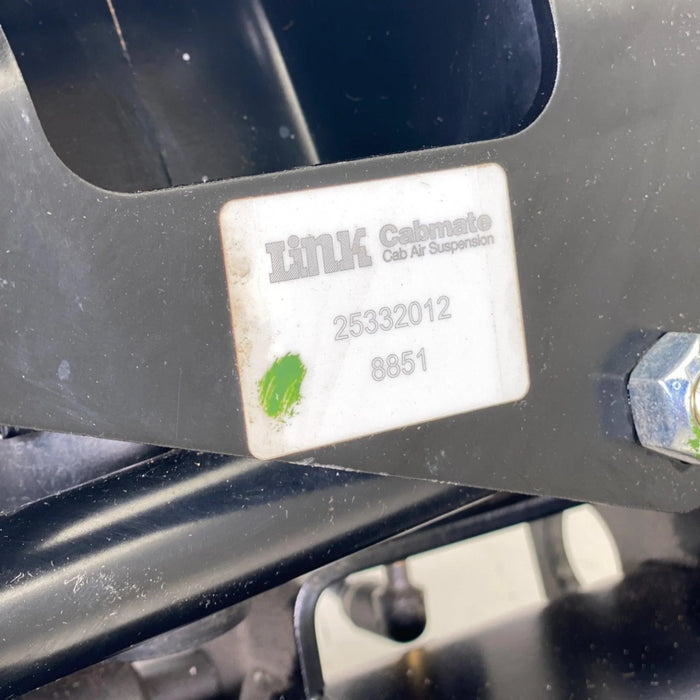 Link Cabmate
Cab Air Suspension
25332012
8851